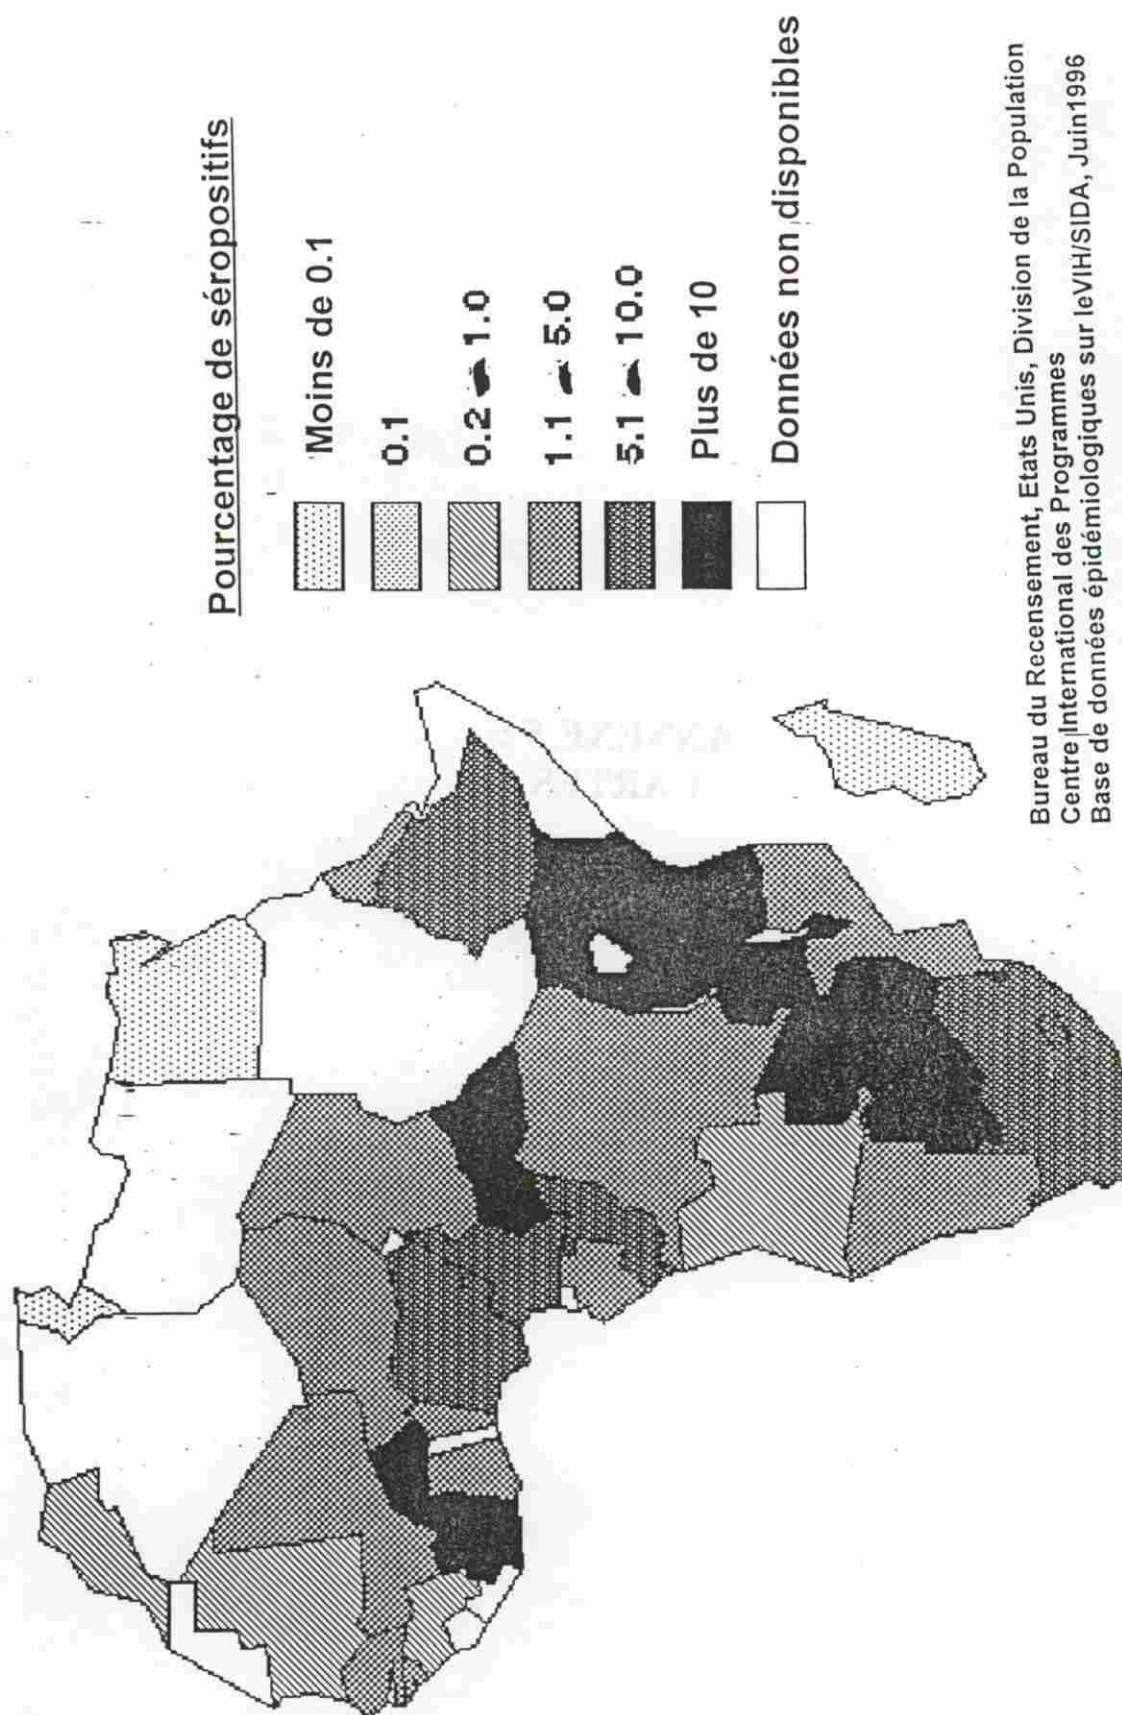 Pourcentage de séropositifs
Moins de 0.1
0.1
0.2 1.0
1.1 5.0
5.1 10.0
Plus de 10
Données non disponibles
Bureau du Recensement, Etats Unis, Division de la Population
Centre International des Programmes
Base de données épidémiologiques sur leVIH/SIDA, Juin1996